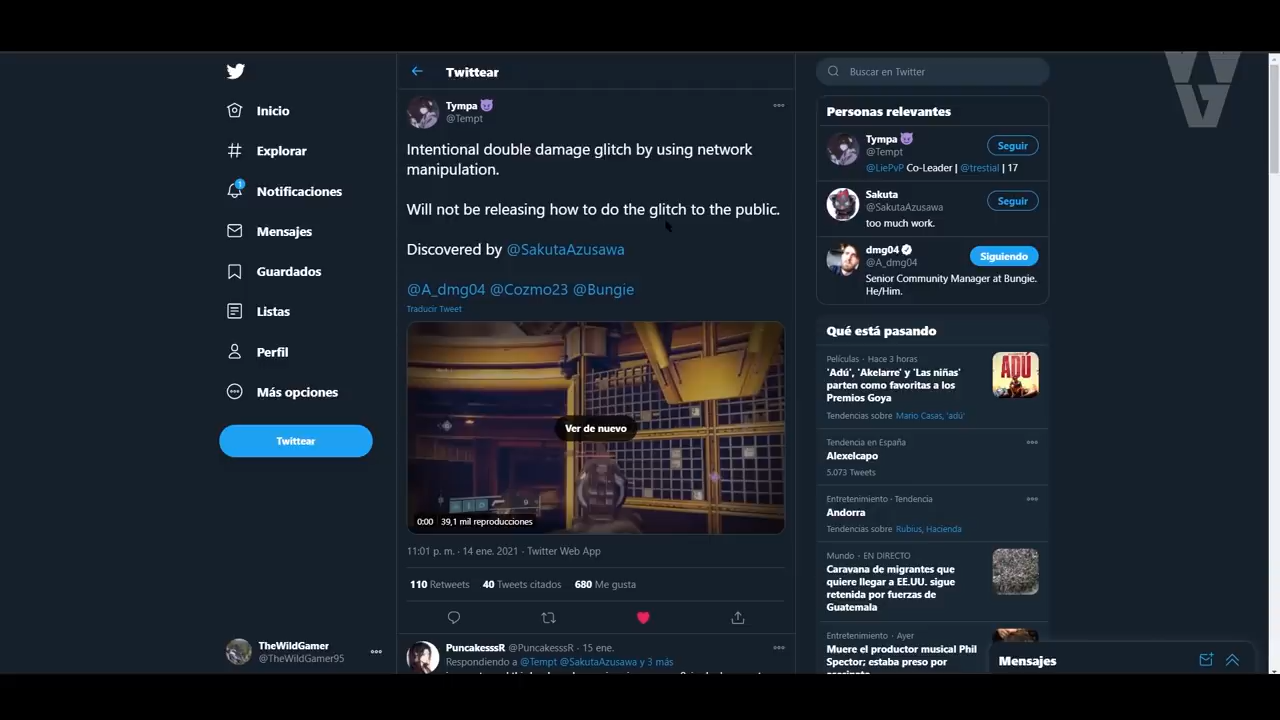 Inicio
Explorar
1
Notificaciones
Mensajes
Guardados
Listas
Perfil
Más opciones
Twittear
TheWildGamer
@TheWildGamer95
Twittear
Tympa
@Tempt
Intentional double damage glitch by using network
manipulation.
Will not be releasing how to do the glitch to the public.
Discovered by @SakutaAzusawa
@A_dmg04 @Cozmo23 @Bungie
Traducir Tweet
Ver de nuevo
9
0:00 39,1 mil reproducciones
11:01 p. m. · 14 ene. 2021 · Twitter Web App
110 Retweets 40 Tweets citados 680 Me gusta
PuncakesssR @PuncakesssR · 15 ene.
Respondiendo a @Tempt @SakutaAzusawa y 3 más
Buscar en Twitter
WG
Personas relevantes
Tympa
@Tempt
Seguir
@LiePvP Co-Leader | @trestial | 17
Sakuta
@SakutaAzusawa
Seguir
too much work.
dmg04
@A_dmg04
Siguiendo
Senior Community Manager at Bungie.
He/Him.
Qué está pasando
Películas · Hace 3 horas
'Adú', 'Akelarre' y 'Las niñas'
parten como favoritas a los
Premios Goya
ADÚ
Tendencias sobre Mario Casas, 'adú'
Tendencia en España
Alexelcapo
5.073 Tweets
Entretenimiento · Tendencia
Andorra
Tendencias sobre Rubius, Hacienda
Mundo · EN DIRECTO
Caravana de migrantes que
quiere llegar a EE.UU. sigue
retenida por fuerzas de
Guatemala
Entretenimiento · Ayer
Muere el productor musical Phil
Spector; estaba preso por
Mensajes